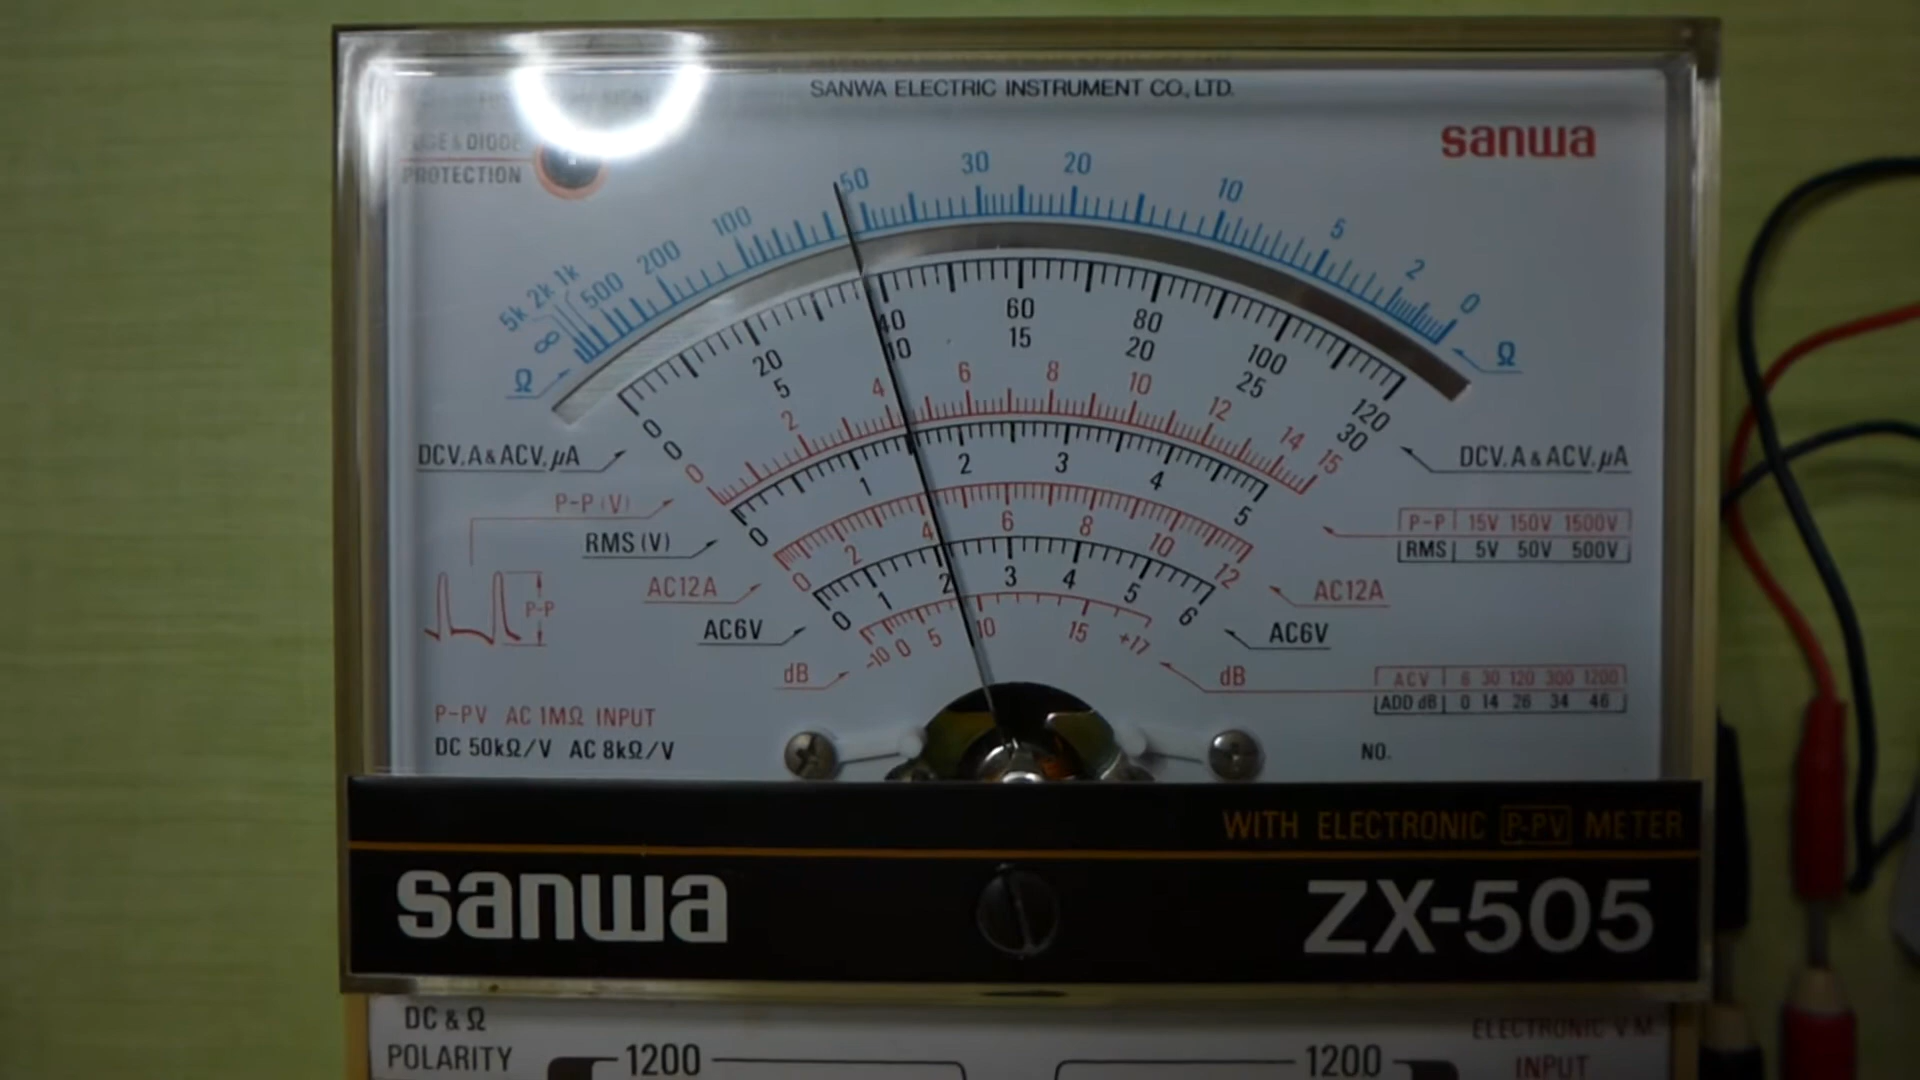 SANWA ELECTRIC INSTRUMENT CO., LTD.
sanwa
& DIODE
PROTECTION
5k 2k 1k 500 200 100 50 30 20 10 5 2 0
∞
Ω
Ω
20 40 60 80 100 120
0 5 10 15 20 25 30
0
DCV.A & ACV.μA
DCV.A & ACV.μA
0 2 4 6 8 10 12 14 15
P-P (V)
P-P 15V 150V 1500V
RMS 5V 50V 500V
0 1 2 3 4 5
RMS (V)
0 2 4 6 8 10 12
AC12A
AC12A
P-P
0 1 2 3 4 5 6
AC6V
AC6V
-10 0 5 10 15 +17
dB
dB
ACV 6 30 120 300 1200
ADD dB 0 14 26 34 46
P-PV AC 1MΩ INPUT
DC 50kΩ/V AC 8kΩ/V
NO.
WITH ELECTRONIC P-PV METER
sanwa
ZX-505
DC & Ω
POLARITY
1200
1200
ELECTRONIC V.M.
INPUT